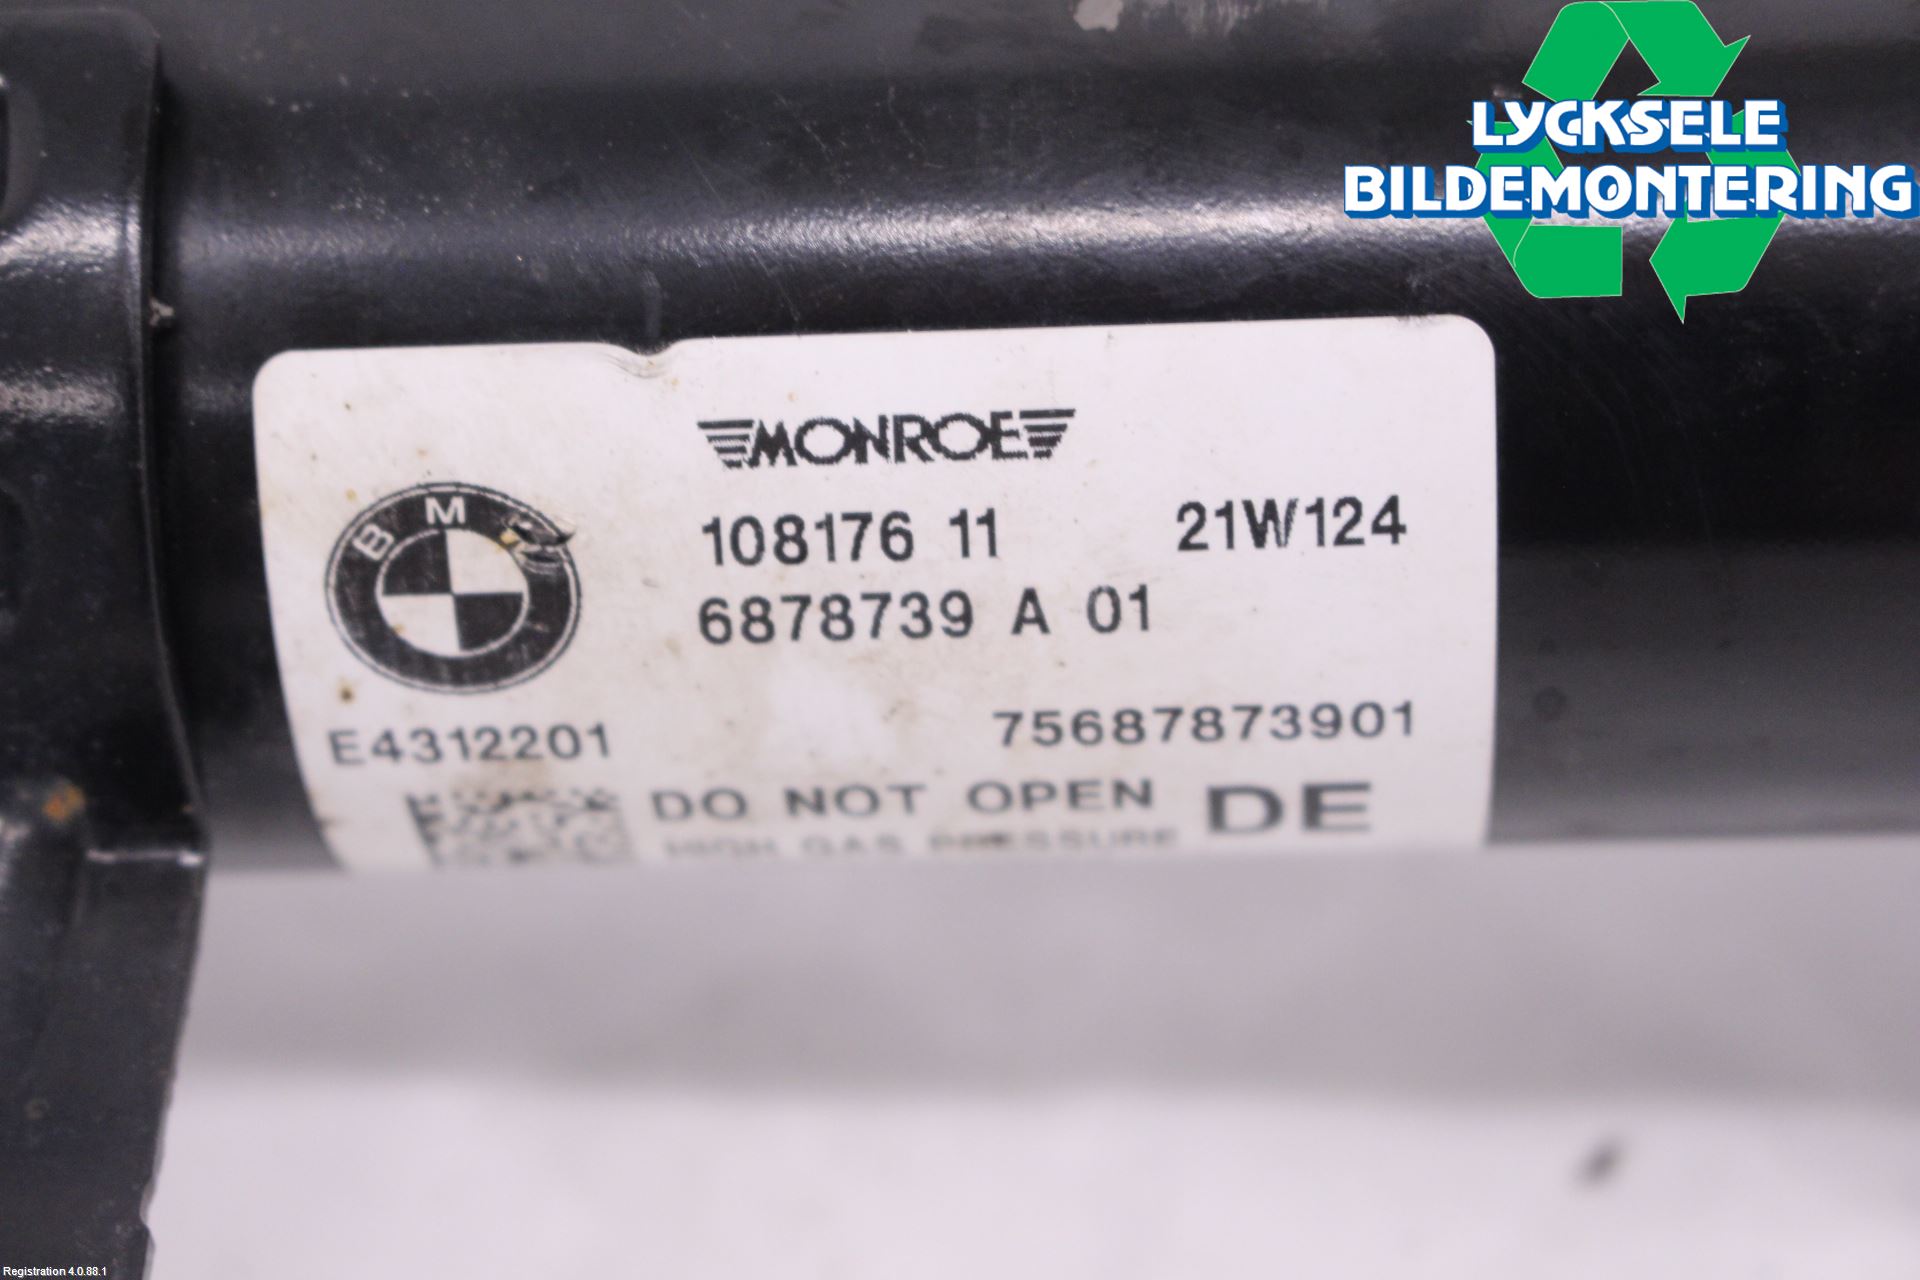 LYCKSELE
BILDEMONTERING
MONROE
BM
108176 11 21W124
6878739 A 01
E4312201 75687873901
DO NOT OPEN DE
HIGH GAS PRESSURE
Registration 4.0.88.1